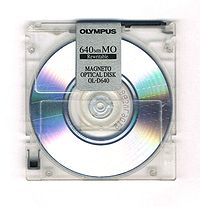 OLYMPUS
640MB MO
Rewritable
MAGNETO
OPTICAL DISK
OL-D640